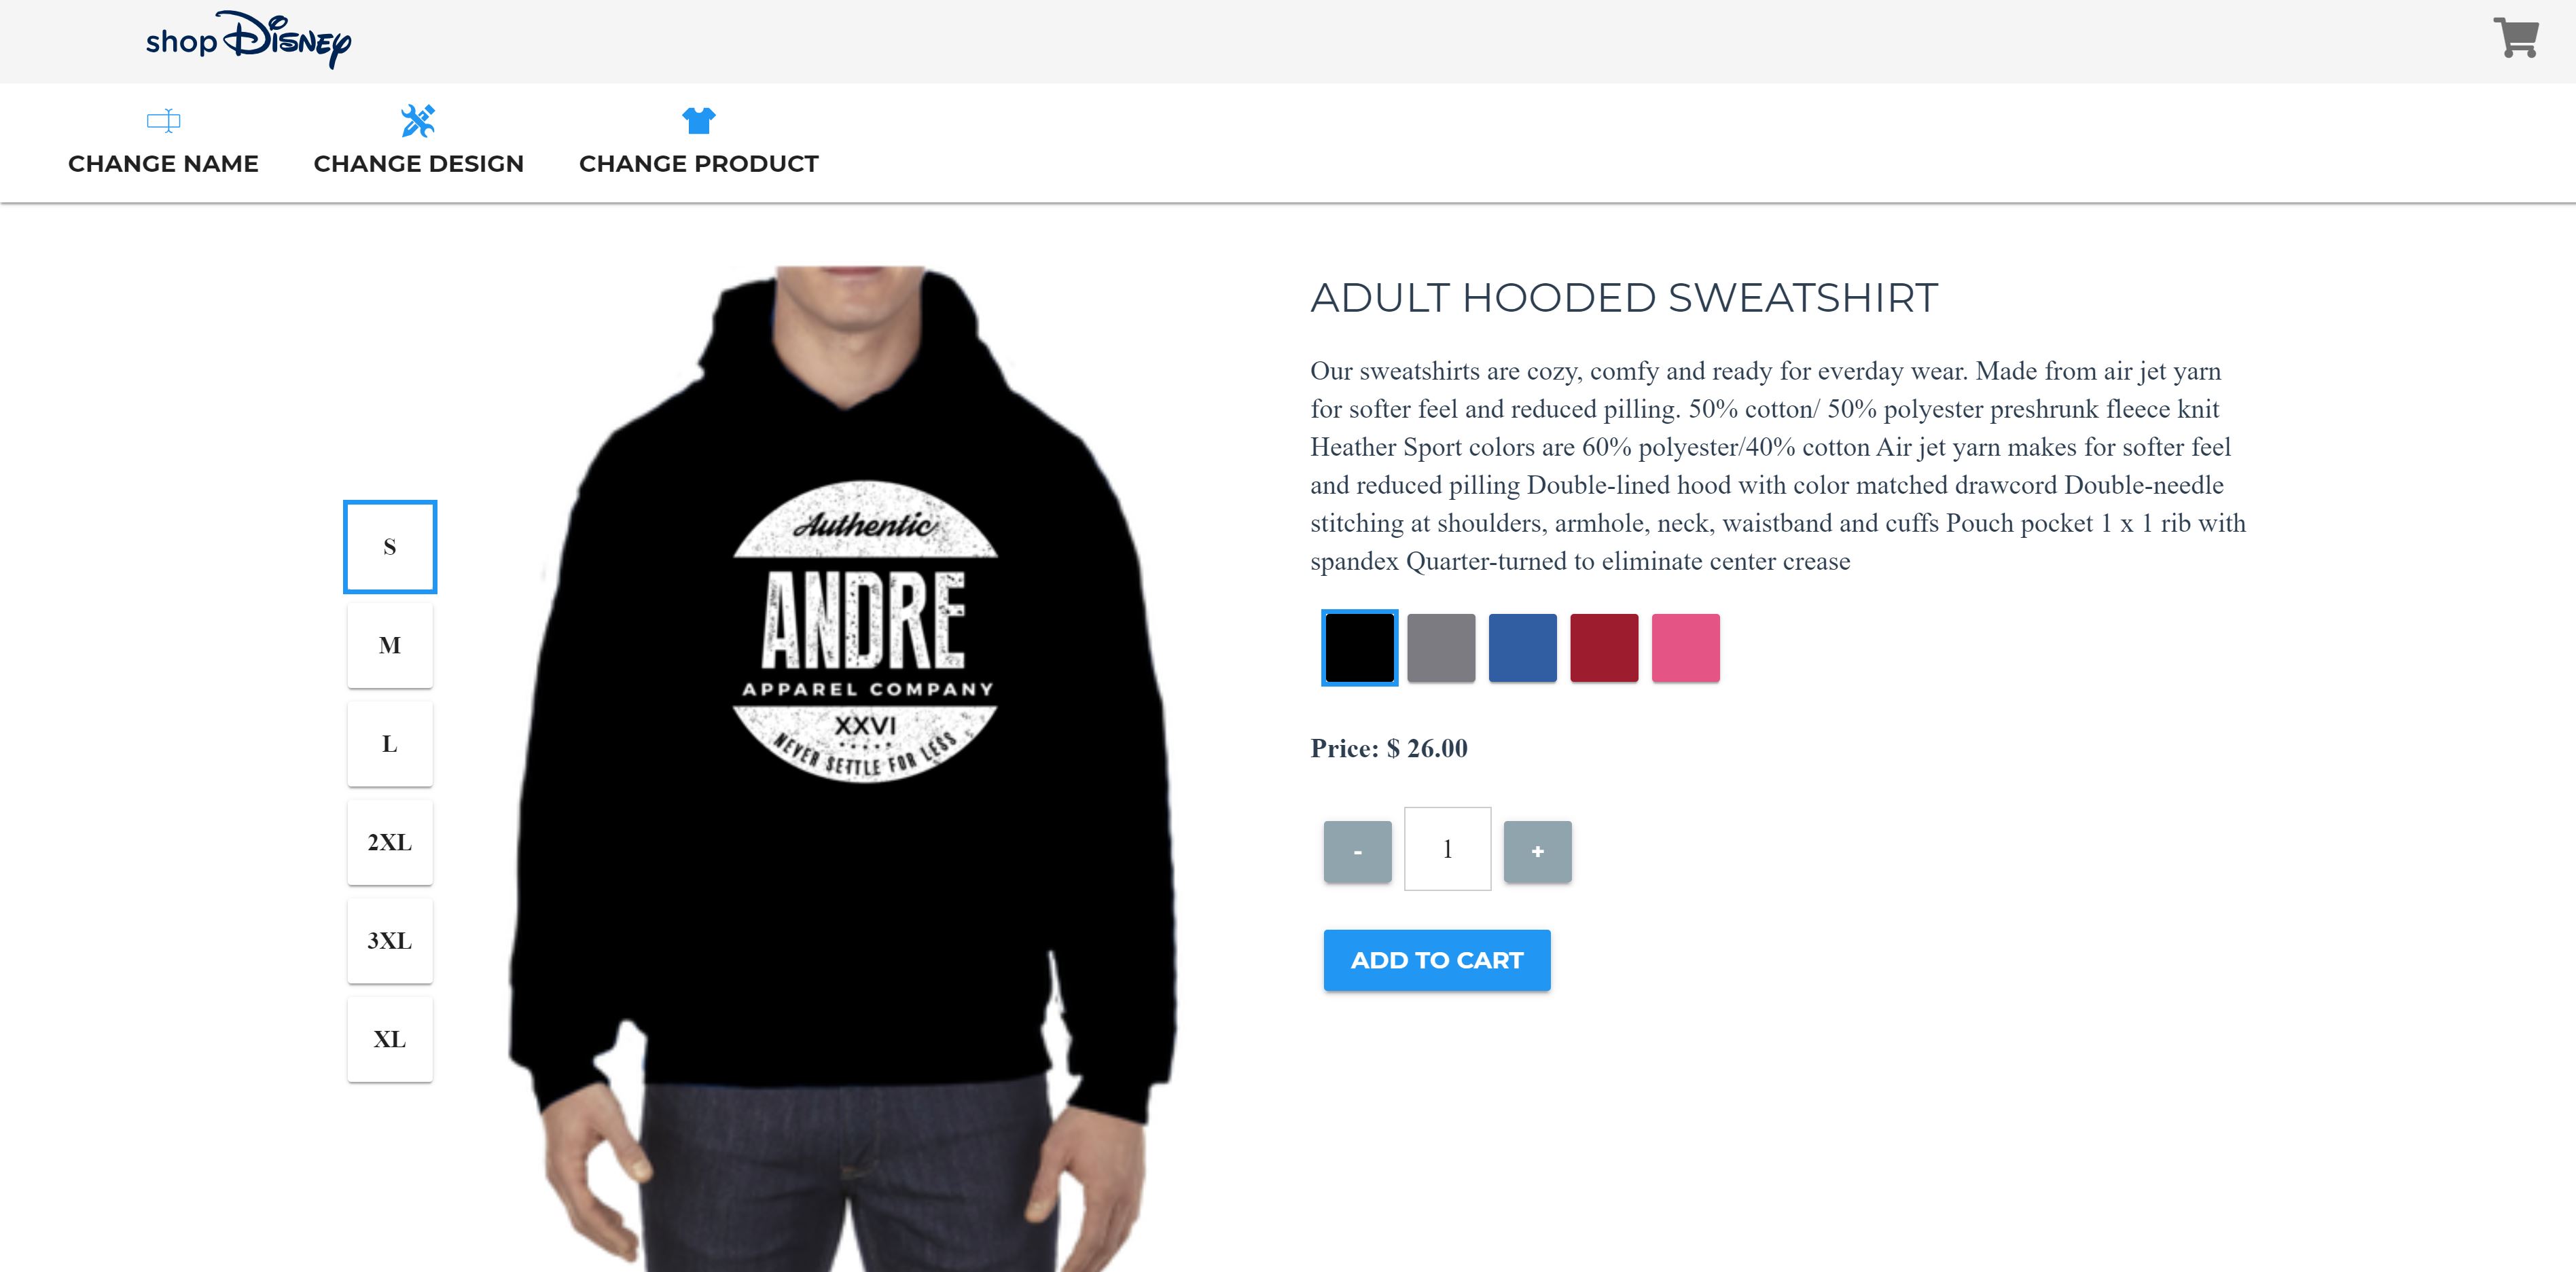 shop Disney
CHANGE NAME
CHANGE DESIGN
CHANGE PRODUCT
S
M
L
2XL
3XL
XL
Authentic
ANDRE
APPAREL COMPANY
XXVI
NEVER SETTLE FOR LESS
ADULT HOODED SWEATSHIRT
Our sweatshirts are cozy, comfy and ready for everday wear. Made from air jet yarn
for softer feel and reduced pilling. 50% cotton/ 50% polyester preshrunk fleece knit
Heather Sport colors are 60% polyester/40% cotton Air jet yarn makes for softer feel
and reduced pilling Double-lined hood with color matched drawcord Double-needle
stitching at shoulders, armhole, neck, waistband and cuffs Pouch pocket 1 x 1 rib with
spandex Quarter-turned to eliminate center crease
Price: $ 26.00
- 1 +
ADD TO CART